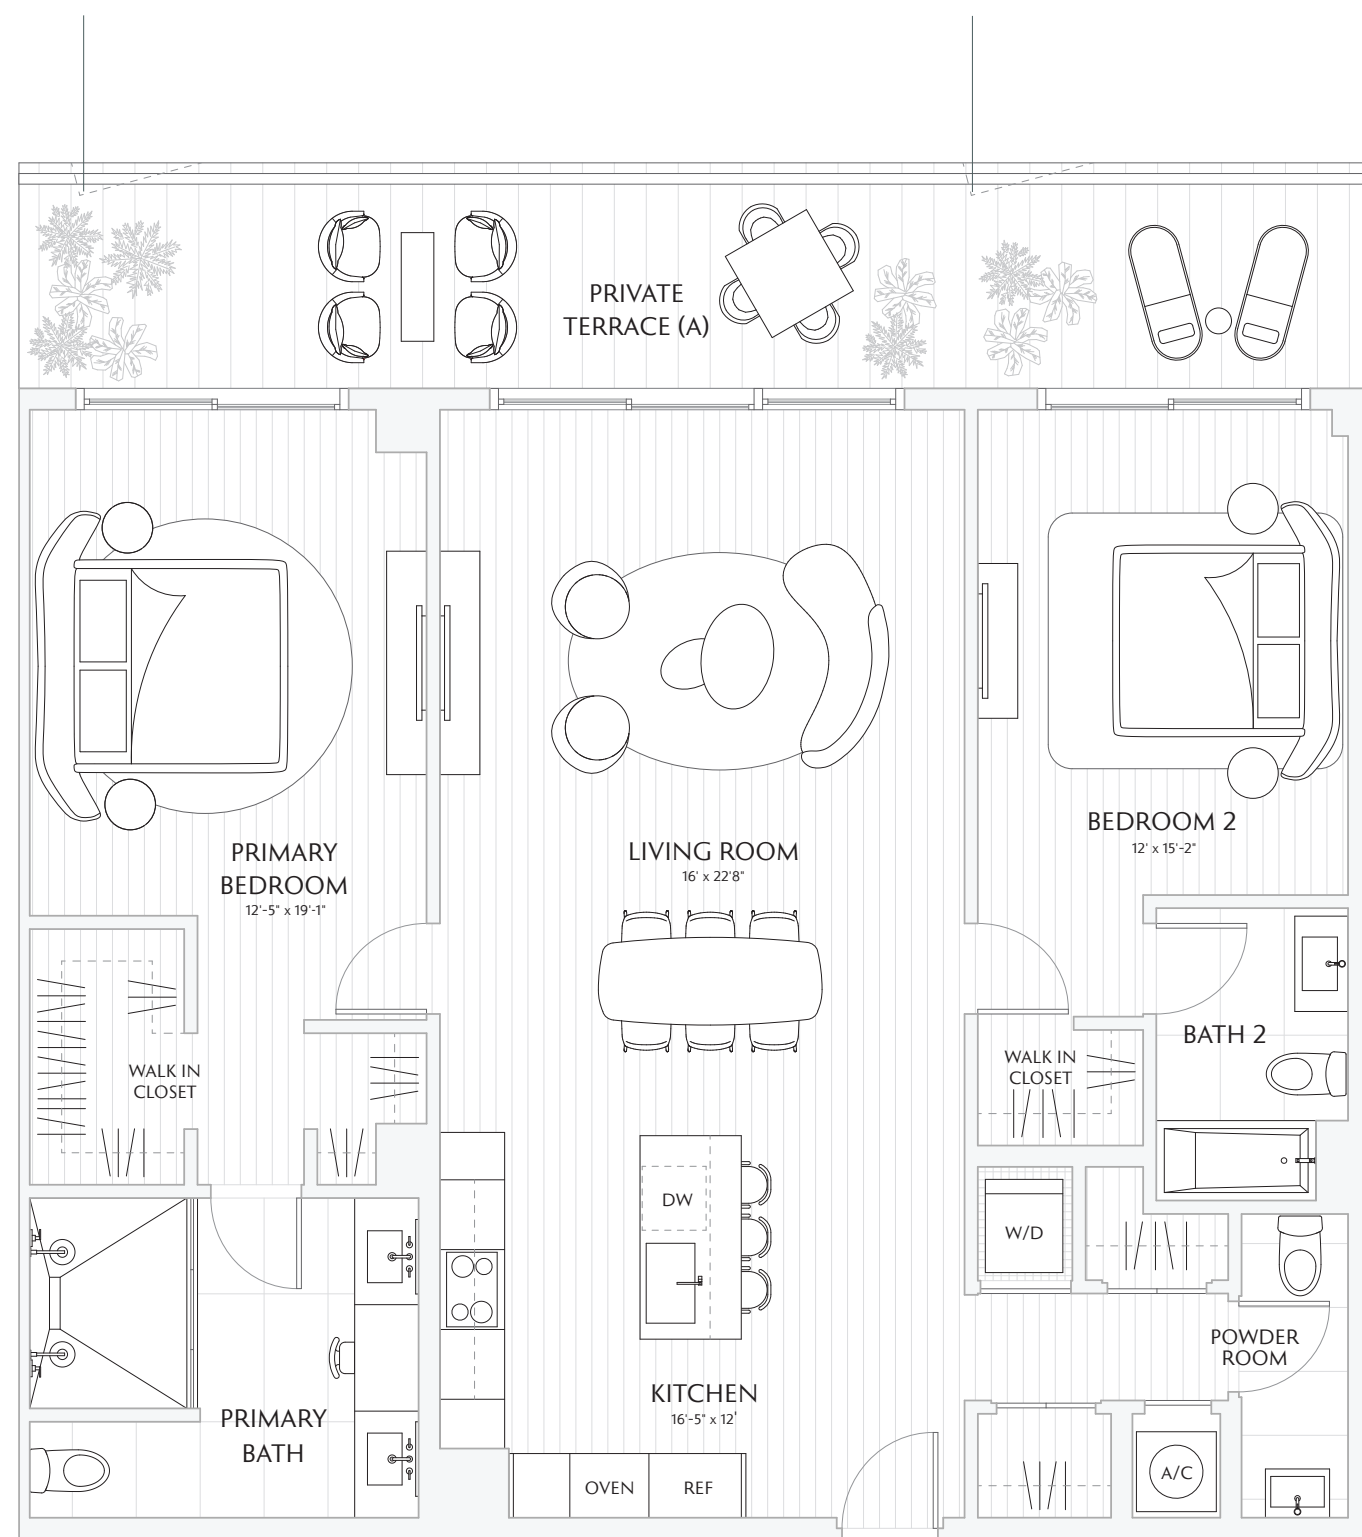 PRIVATE
TERRACE (A)
PRIMARY
BEDROOM
12'-5" x 19'-1"
LIVING ROOM
16' x 22'8"
BEDROOM 2
12' x 15'-2"
WALK IN
CLOSET
WALK IN
CLOSET
BATH 2
DW
W/D
POWDER
ROOM
KITCHEN
16'-5" x 12'
PRIMARY
BATH
OVEN
REF
A/C